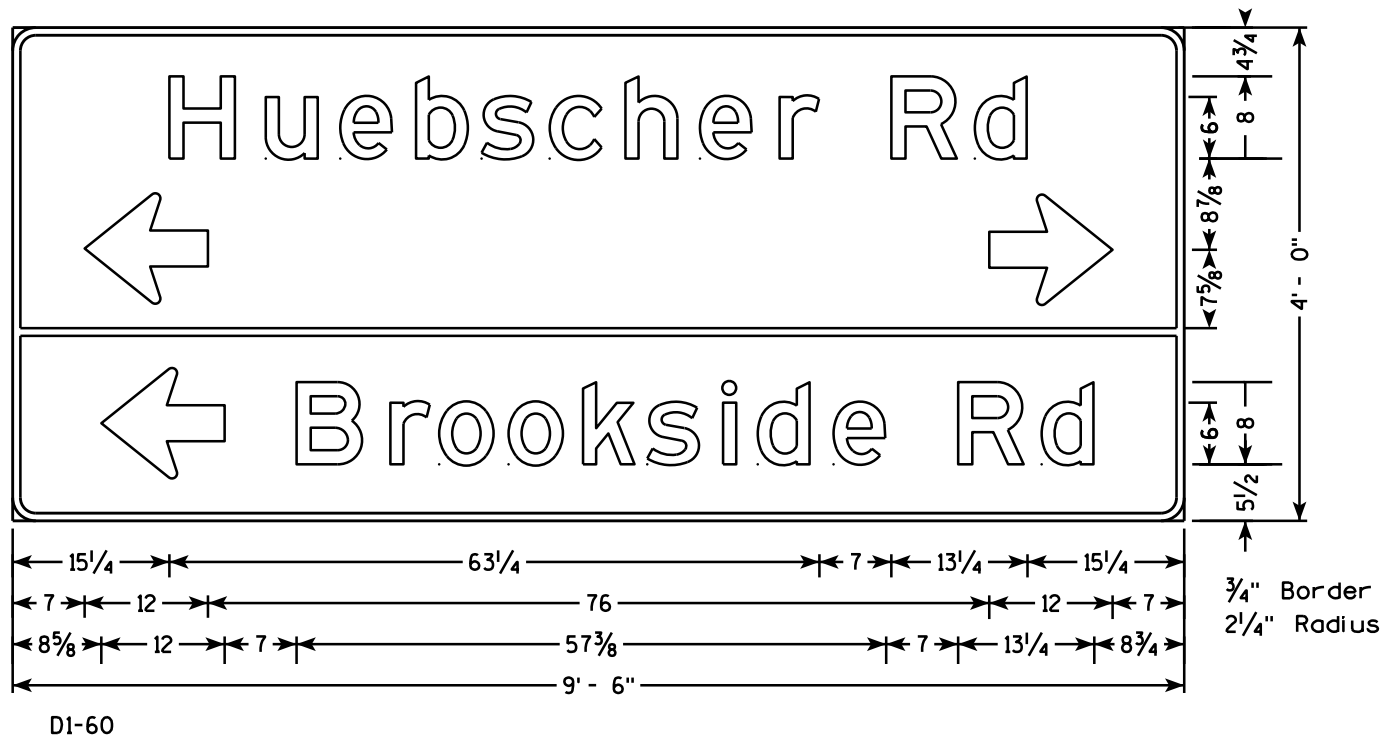 Huebscher Rd
Brookside Rd
4 3/4
8
6
8 7/8
7 5/8
4' - 0"
6
8
5 1/2
15 1/4 63 1/4 7 13 1/4 15 1/4
7 12 76 12 7
8 5/8 12 7 57 3/8 7 13 1/4 8 3/4
9' - 6"
3/4" Border
2 1/4" Radius
D1-60